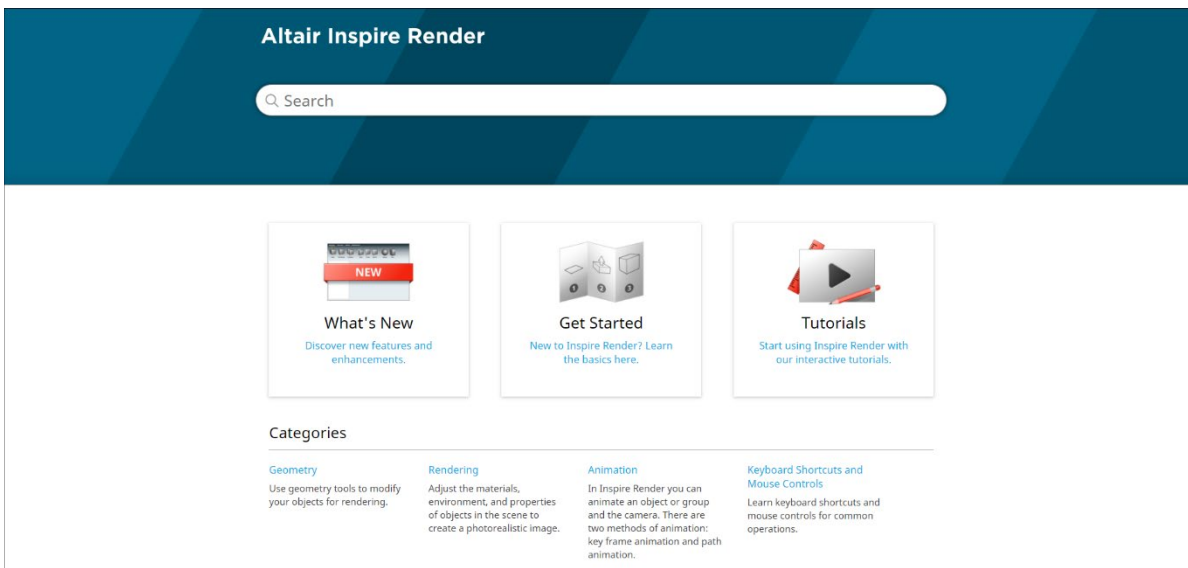 Altair Inspire Render
Search
NEW
What's New
Discover new features and
enhancements.
1 2 3
Get Started
New to Inspire Render? Learn
the basics here.
Tutorials
Start using Inspire Render with
our interactive tutorials.
Categories
Geometry
Use geometry tools to modify
your objects for rendering.
Rendering
Adjust the materials,
environment, and properties
of objects in the scene to
create a photorealistic image.
Animation
In Inspire Render you can
animate an object or group
and the camera. There are
two methods of animation:
key frame animation and path
animation.
Keyboard Shortcuts and
Mouse Controls
Learn keyboard shortcuts and
mouse controls for common
operations.